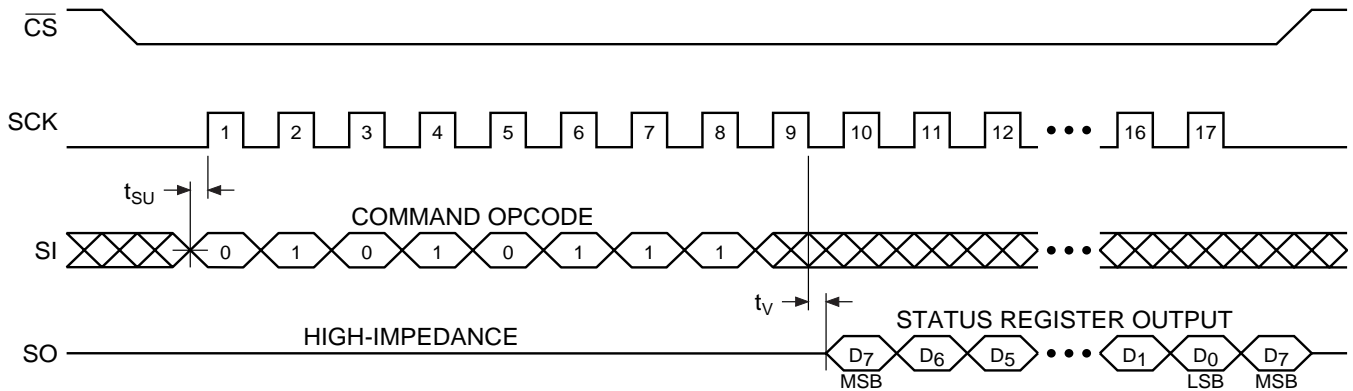 CS
SCK 1 2 3 4 5 6 7 8 9 10 11 12 ••• 16 17
tSU
COMMAND OPCODE
SI 0 1 0 1 0 1 1 1 •••
tV
HIGH-IMPEDANCE STATUS REGISTER OUTPUT
SO D7 D6 D5 ••• D1 D0 D7
MSB LSB MSB